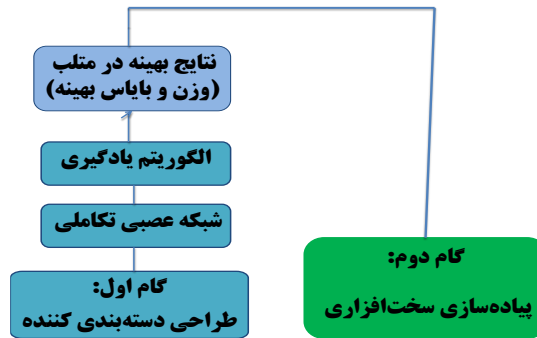 نتایج بهینه در متلب
(وزن و بایاس بهینه)
الگوریتم یادگیری
شبکه عصبی تکاملی
گام اول:
طراحی دسته‌بندی کننده
گام دوم:
پیاده‌سازی سخت‌افزاری